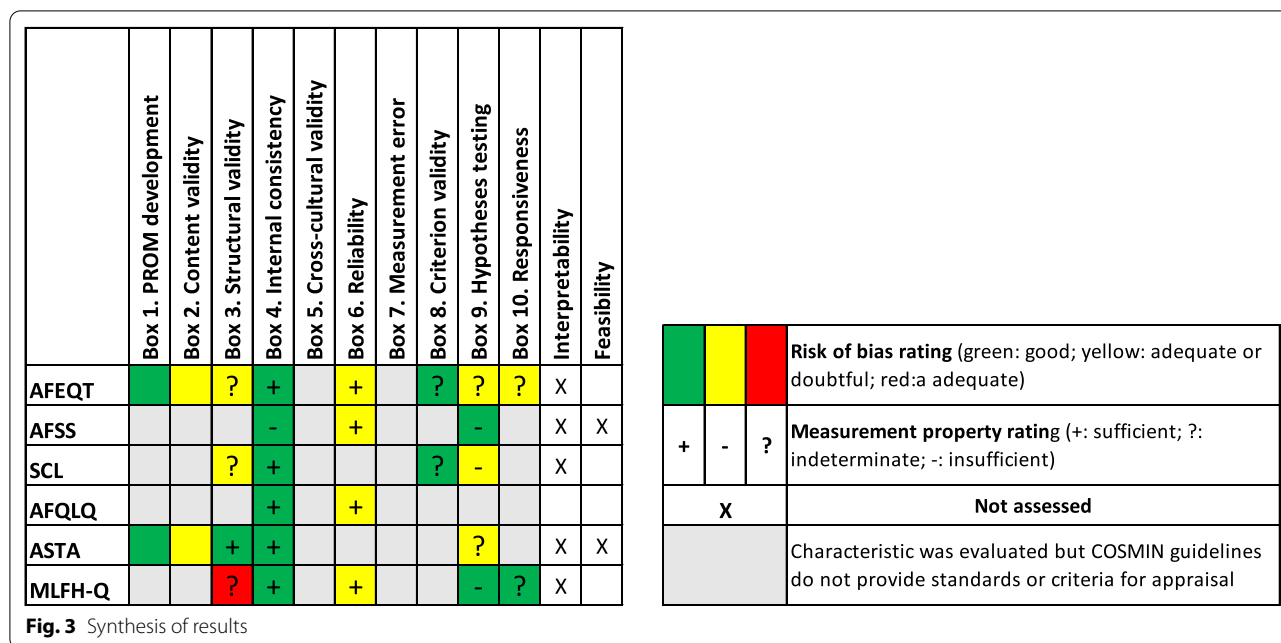 Box 1. PROM development
Box 2. Content validity
Box 3. Structural validity
Box 4. Internal consistency
Box 5. Cross-cultural validity
Box 6. Reliability
Box 7. Measurement error
Box 8. Criterion validity
Box 9. Hypotheses testing
Box 10. Responsiveness
Interpretability
Feasibility
AFEQT ? + + ? ? ? X
AFSS - + - X X
SCL ? + ? - X
AFQLQ + +
ASTA + + ? X X
MLFH-Q ? + + - ? X
Risk of bias rating (green: good; yellow: adequate or
doubtful; red:a adequate)
+ - ?
Measurement property rating (+: sufficient; ?:
indeterminate; -: insufficient)
X Not assessed
Characteristic was evaluated but COSMIN guidelines
do not provide standards or criteria for appraisal
Fig. 3 Synthesis of results